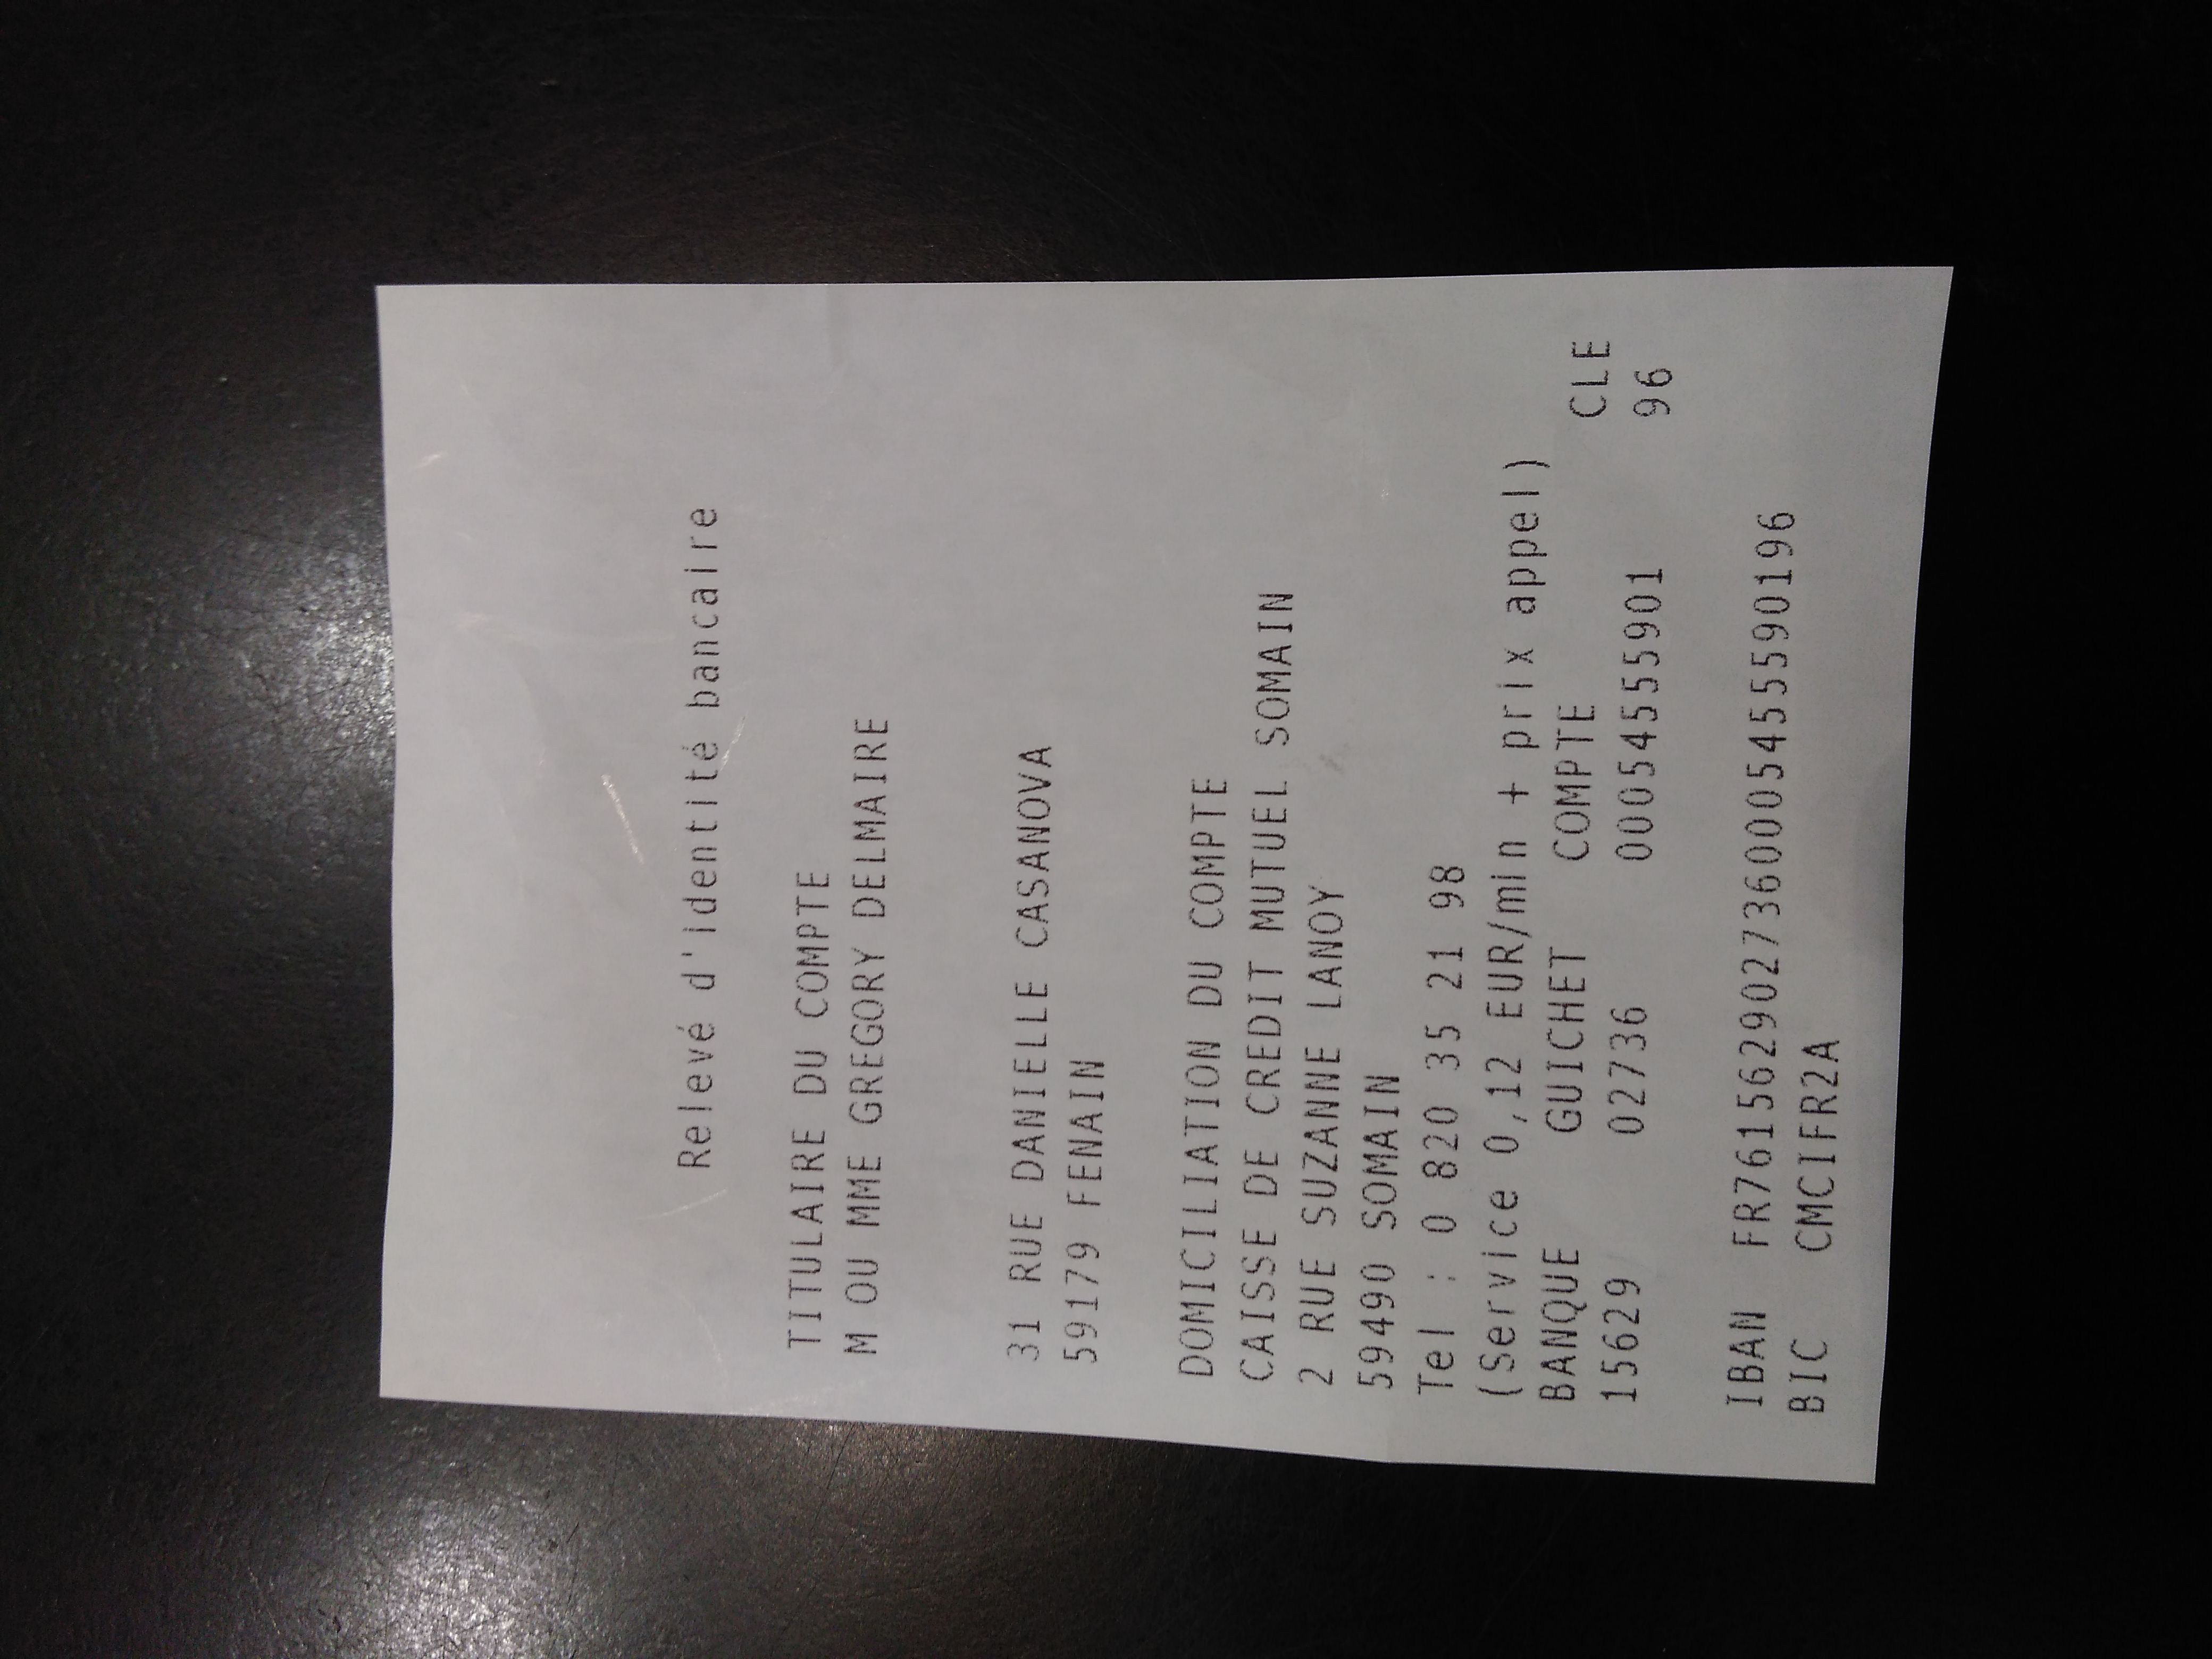 Relevé d'identité bancaire
TITULAIRE DU COMPTE
M OU MME GREGORY DELMAIRE
31 RUE DANIELLE CASANOVA
59179 FENAIN
DOMICILIATION DU COMPTE
CAISSE DE CREDIT MUTUEL SOMAIN
2 RUE SUZANNE LANOY
59490 SOMAIN
Tel : 0 820 35 21 98
(Service 0,12 EUR/min + prix appel)
BANQUE GUICHET COMPTE CLE
15629 02736 00054555901 96
IBAN FR7615629027360005455590196
BIC CMCIFR2A